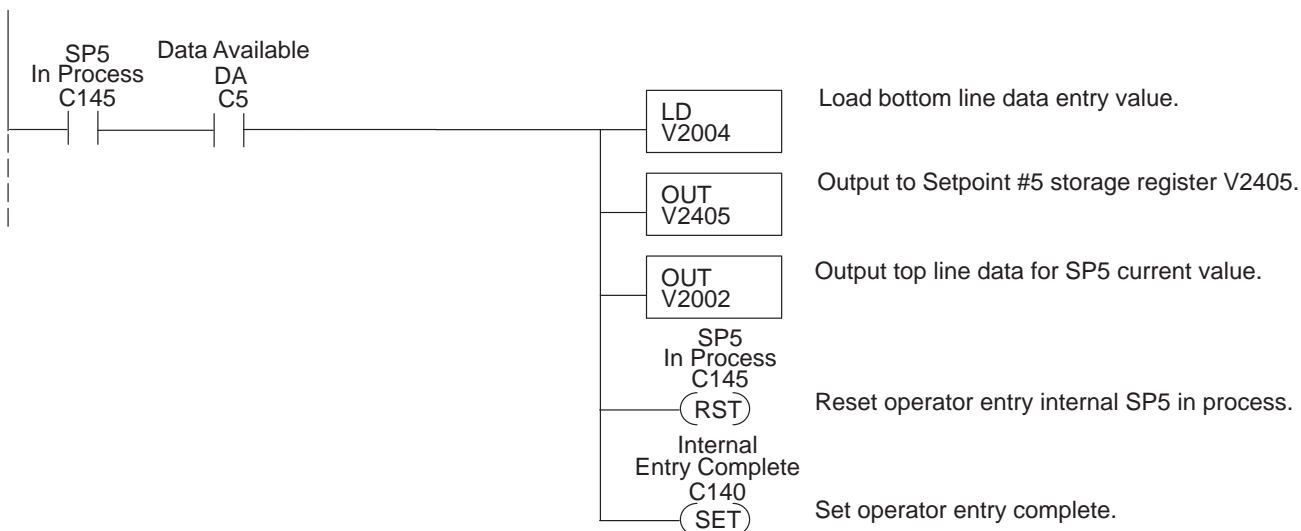 SP5
In Process
C145
Data Available
DA
C5
LD
V2004
Load bottom line data entry value.
OUT
V2405
Output to Setpoint #5 storage register V2405.
OUT
V2002
Output top line data for SP5 current value.
SP5
In Process
C145
RST
Reset operator entry internal SP5 in process.
Internal
Entry Complete
C140
SET
Set operator entry complete.